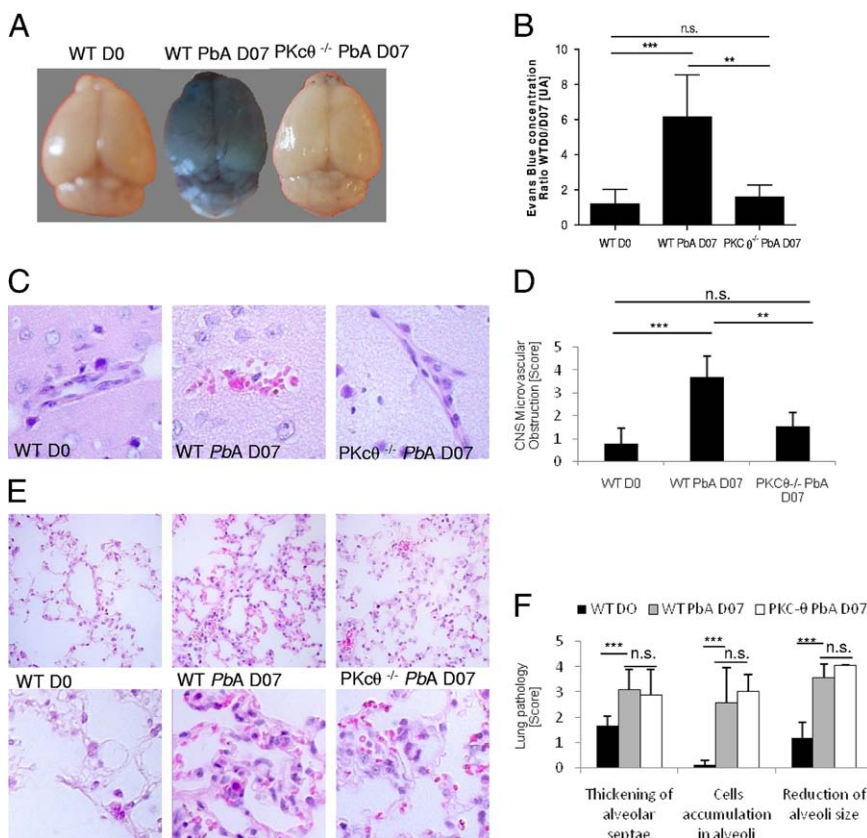 A
WT D0 WT PbA D07 PKcθ -/- PbA D07
B
n.s.
*** **
10
8
6
4
2
0
Evans Blue concentration
Ratio WTD0/D07 [UA]
WT D0 WT PbA D07 PKC θ-/- PbA D07
C
WT D0 WT PbA D07 PKcθ -/- PbA D07
D
n.s.
*** **
5
4
3
2
1
0
CNS Microvascular
Obstruction [Score]
WT D0 WT PbA D07 PKCθ-/- PbA
D07
E
WT D0 WT PbA D07 PKcθ -/- PbA D07
F
WT DO WT PbA D07 PKC-θ PbA D07
*** n.s. *** n.s. *** n.s.
5
4
3
2
1
0
Lung pathology
[Score]
Thickening of Cells Reduction of
alveolar accumulation alveoli size
septae in alveoli